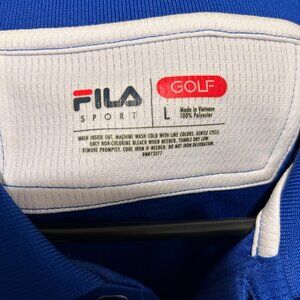 FILA
SPORT
GOLF
L
Made in Vietnam
100% Polyester
WASH INSIDE OUT. MACHINE WASH COLD WITH LIKE COLORS, GENTLE CYCLE.
ONLY NON-CHLORINE BLEACH WHEN NEEDED, TUMBLE DRY LOW.
REMOVE PROMPTLY. COOL IRON IF NEEDED. DO NOT IRON DECORATION.
RN#73277